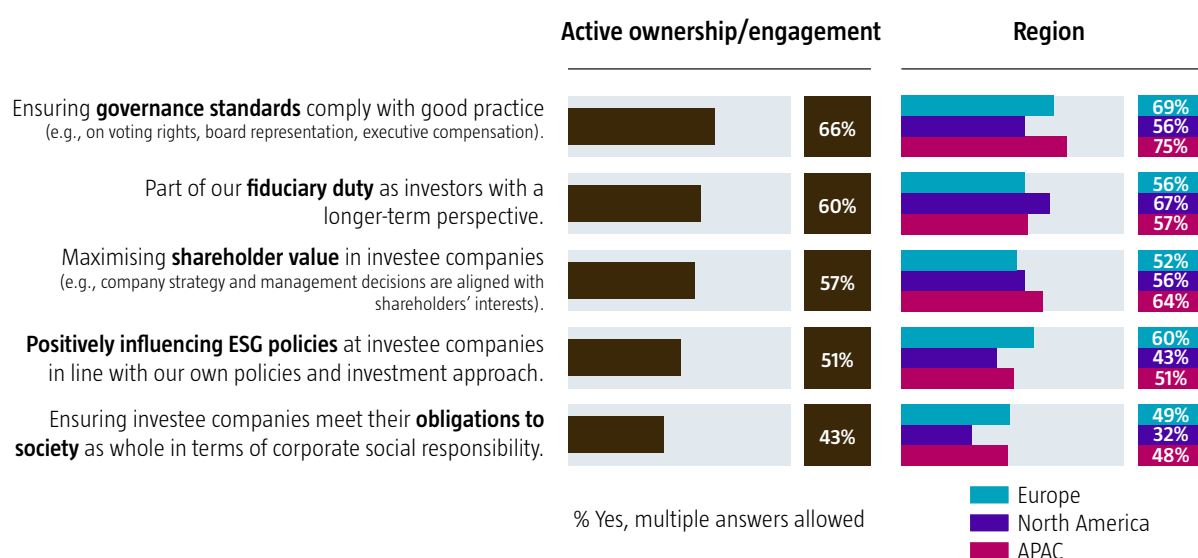 Active ownership/engagement
Region
Ensuring governance standards comply with good practice
(e.g., on voting rights, board representation, executive compensation).
66%
69%
56%
75%
Part of our fiduciary duty as investors with a
longer-term perspective.
60%
56%
67%
57%
Maximising shareholder value in investee companies
(e.g., company strategy and management decisions are aligned with
shareholders’ interests).
57%
52%
56%
64%
Positively influencing ESG policies at investee companies
in line with our own policies and investment approach.
51%
60%
43%
51%
Ensuring investee companies meet their obligations to
society as whole in terms of corporate social responsibility.
43%
49%
32%
48%
% Yes, multiple answers allowed
Europe
North America
APAC